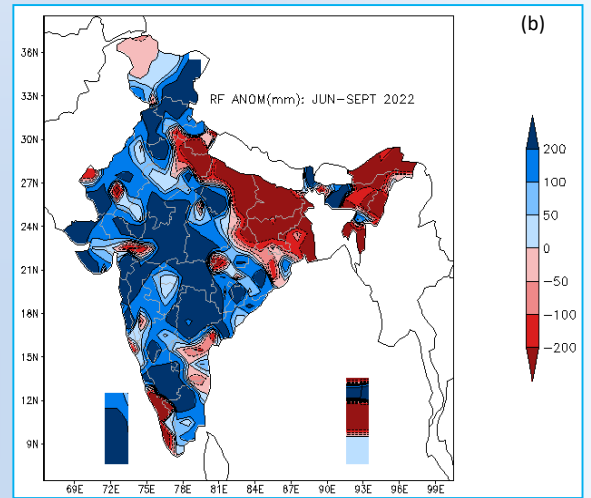 (b)
RF ANOM(mm): JUN-SEPT 2022
36N
33N
30N
27N
24N
21N
18N
15N
12N
9N
69E 72E 75E 78E 81E 84E 87E 90E 93E 96E 99E
200
100
50
0
-50
-100
-200